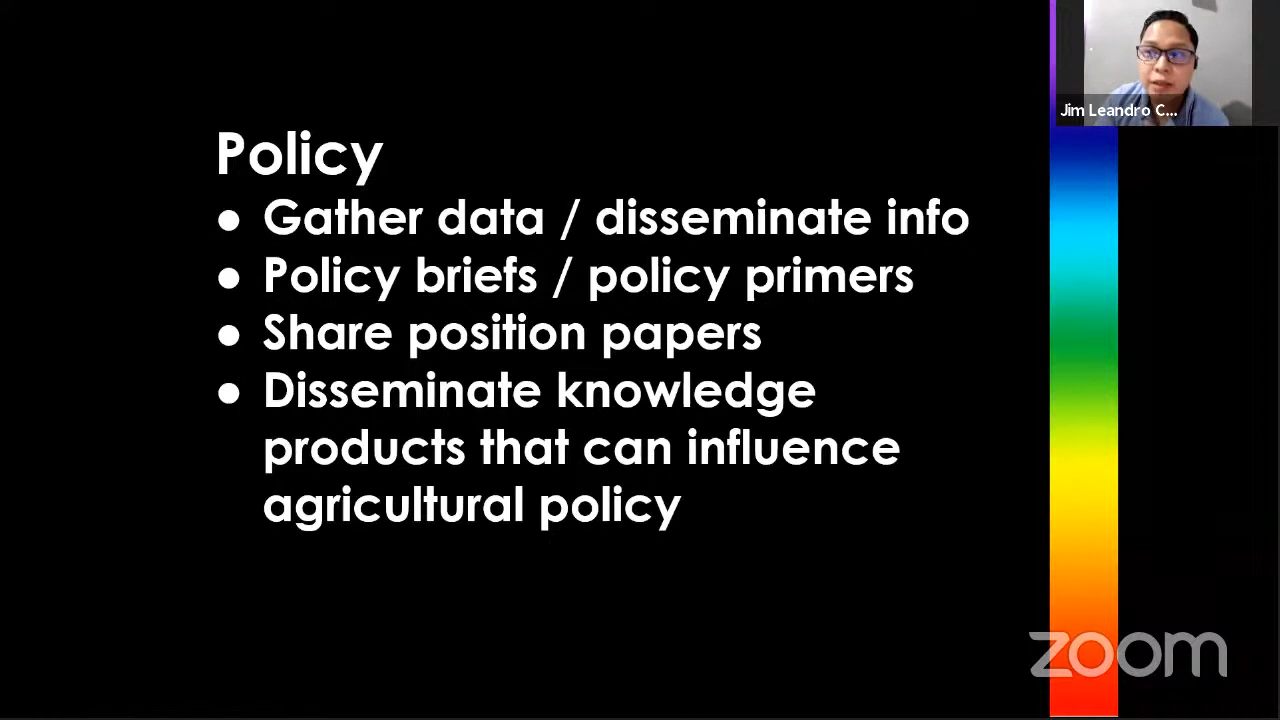 Jim Leandro C...
Policy
● Gather data / disseminate info
● Policy briefs / policy primers
● Share position papers
● Disseminate knowledge
products that can influence
agricultural policy
zoom